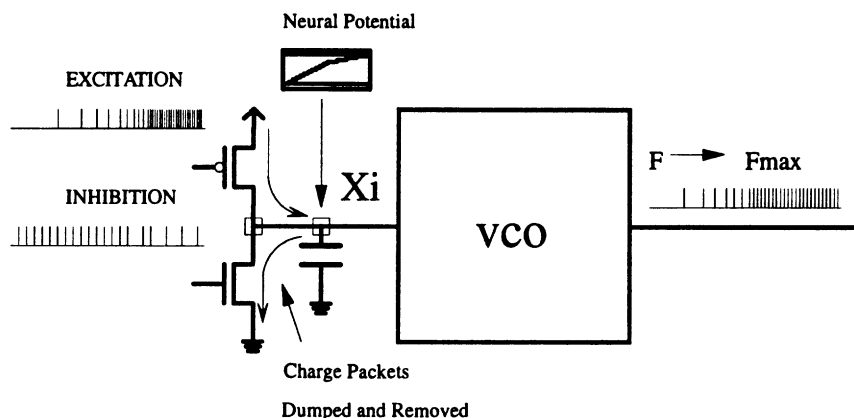 Neural Potential
EXCITATION
Xi
F
Fmax
INHIBITION
VCO
Charge Packets
Dumped and Removed